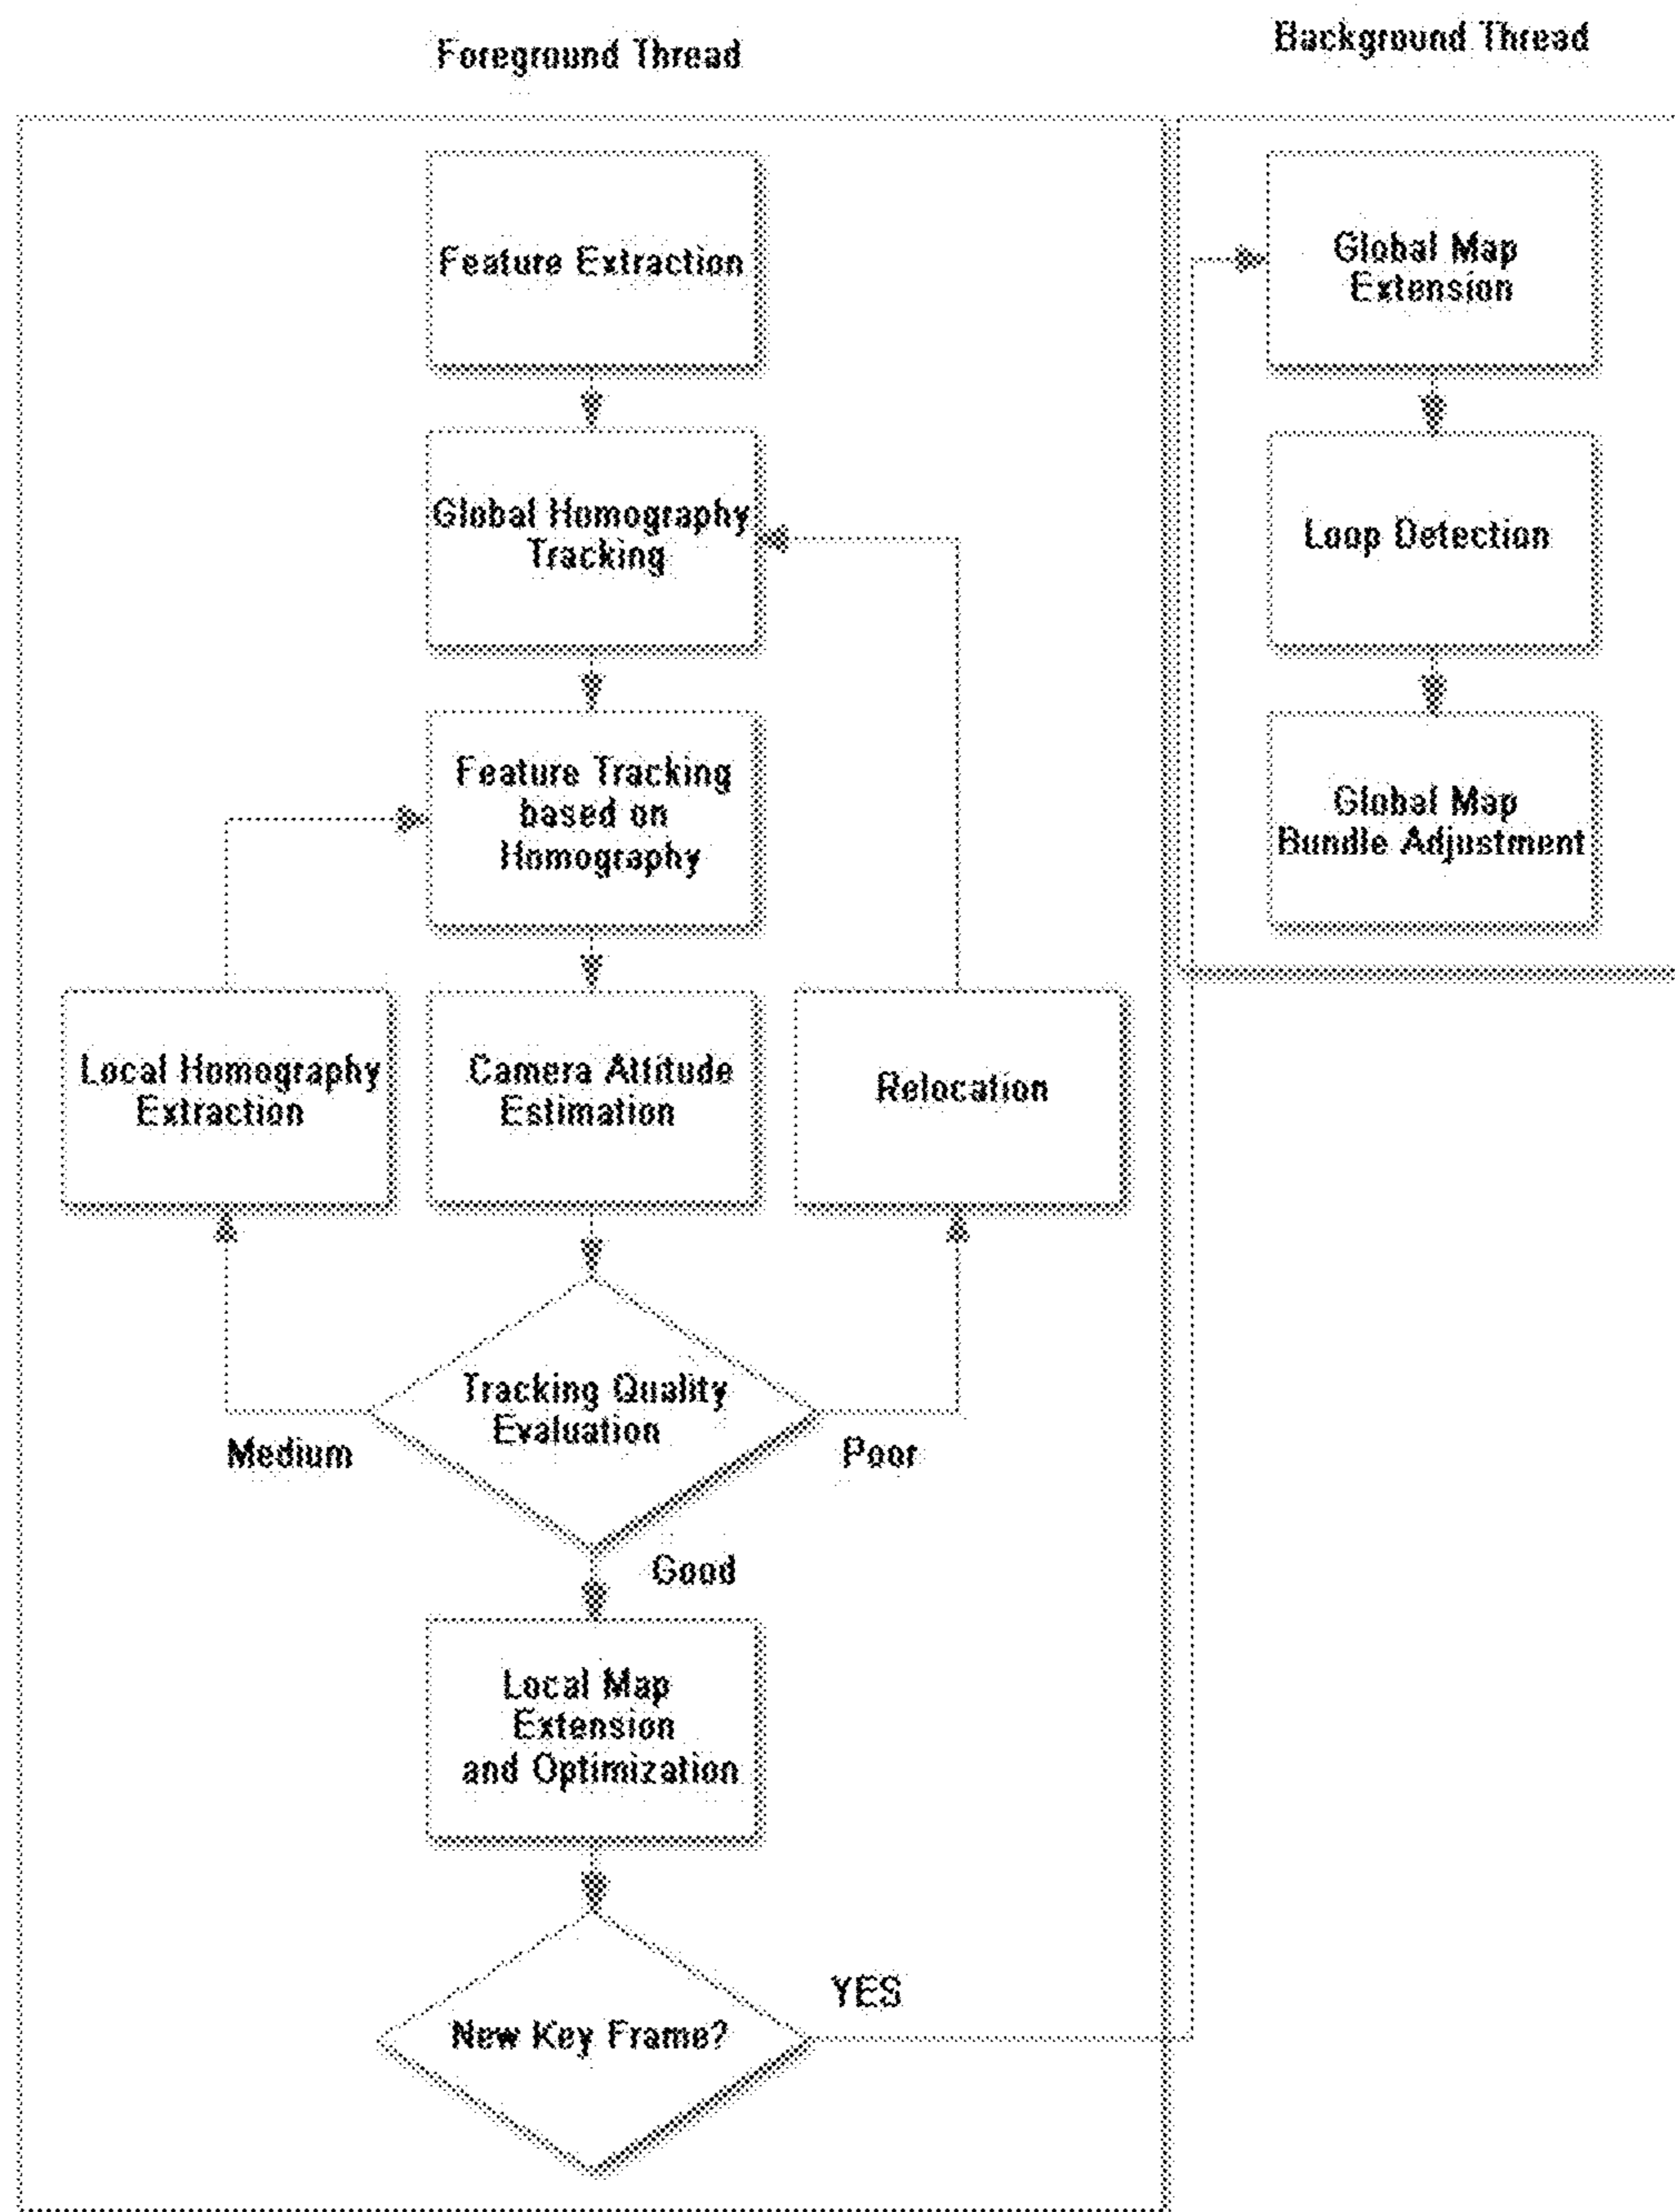 Foreground Thread
Background Thread
Feature Extraction
Global Homography
Tracking
Feature Tracking
based on
Homography
Local Homography
Extraction
Camera Attitude
Estimation
Relocation
Tracking Quality
Evaluation
Medium
Poor
Good
Local Map
Extension
and Optimization
New Key Frame?
YES
Global Map
Extension
Loop Detection
Global Map
Bundle Adjustment